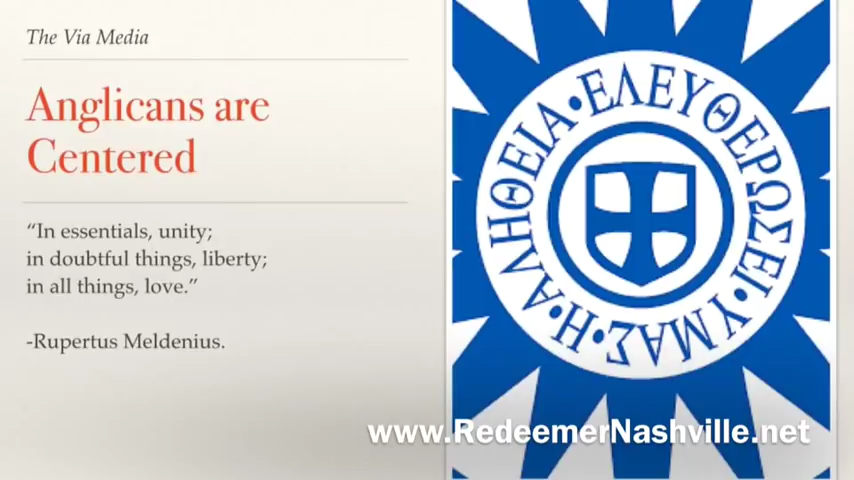 The Via Media
Anglicans are
Centered
“In essentials, unity;
in doubtful things, liberty;
in all things, love.”
-Rupertus Meldenius.
Η•ΑΛΗΘΕΙΑ•ΕΛΕΥΘΕΡΩΣΕΙ•ΥΜΑΣ•
www.RedeemerNashville.net